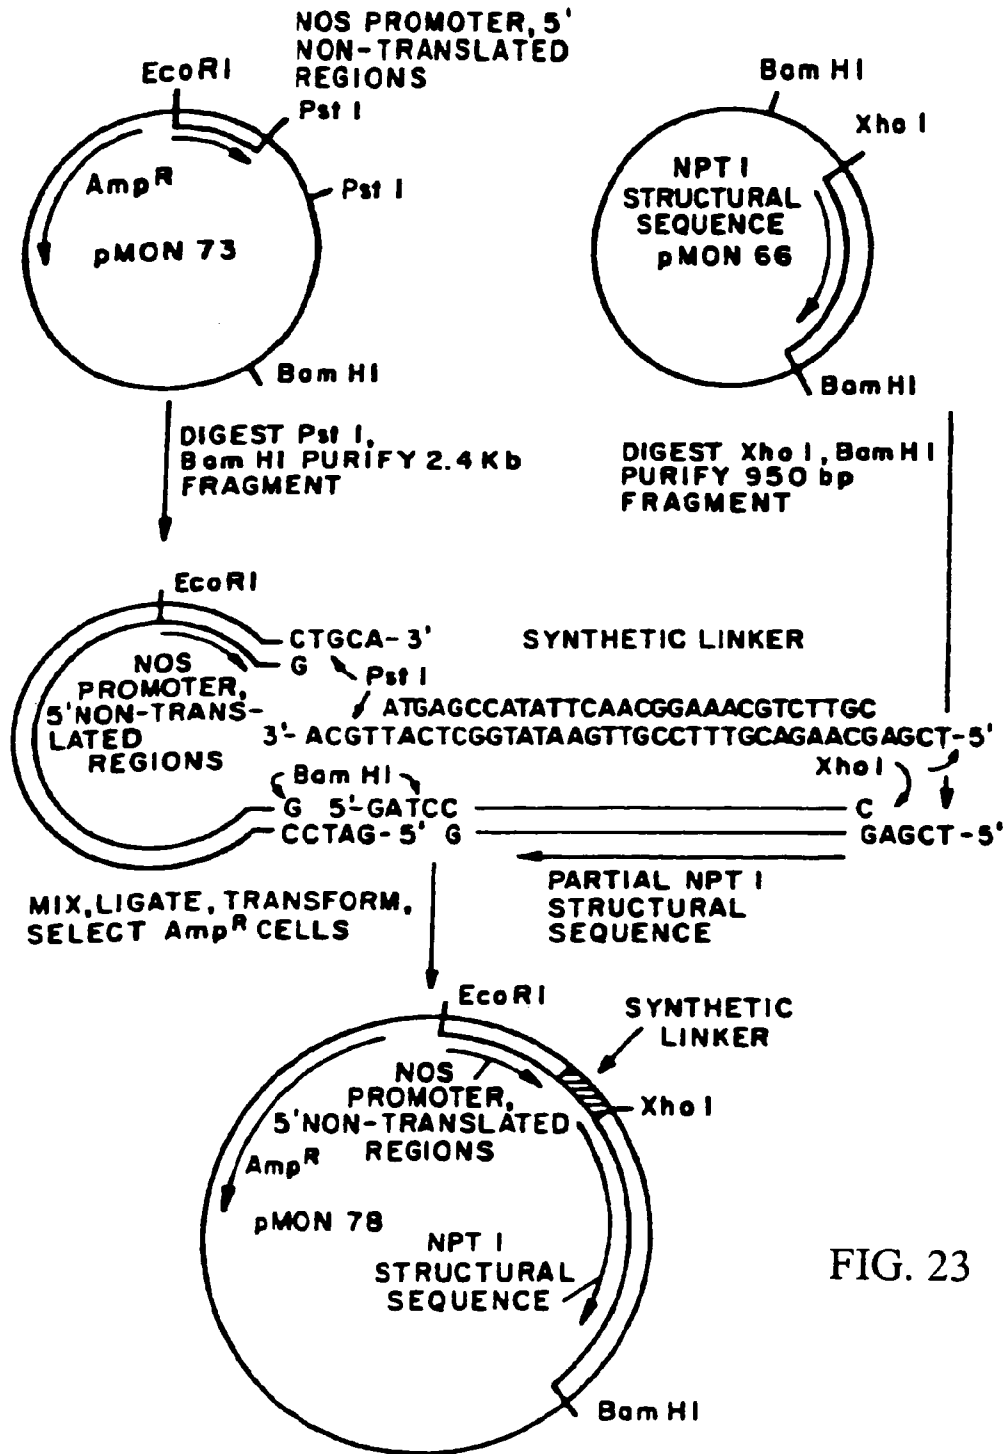 NOS PROMOTER, 5'
NON-TRANSLATED
REGIONS
EcoRI
Pst I
Pst I
Amp^R
pMON 73
Bam HI
Bam HI
Xho I
NPT I
STRUCTURAL
SEQUENCE
pMON 66
BamHI
DIGEST Pst I,
Bam HI PURIFY 2.4 Kb
FRAGMENT
DIGEST Xho I, BamHI
PURIFY 950 bp
FRAGMENT
EcoRI
CTGCA-3'
G
SYNTHETIC LINKER
Pst I
NOS
PROMOTER,
5'NON-TRANS-
LATED
REGIONS
ATGAGCCATATTCAACGGAAACGTCTTGC
3'- ACGTTACTCGGTATAAGTTGCCTTTGCAGAACGAGCT-5'
Xho I
Bam HI
G 5'-GATCC
C
CCTAG-5' G
GAGCT-5'
PARTIAL NPT I
STRUCTURAL
SEQUENCE
MIX, LIGATE, TRANSFORM,
SELECT Amp^R CELLS
EcoRI
SYNTHETIC
LINKER
NOS
PROMOTER,
5'NON-TRANSLATED
REGIONS
Xho I
Amp^R
pMON 78
NPT I
STRUCTURAL
SEQUENCE
Bam HI
FIG. 23